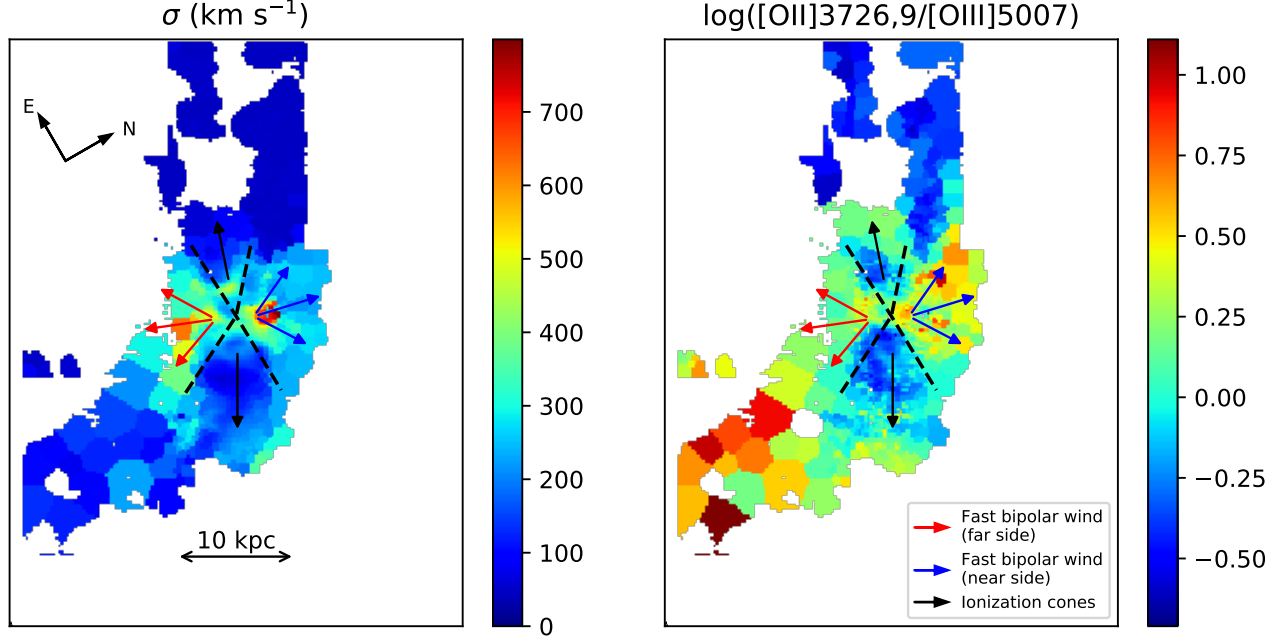 σ (km s⁻¹)
log([OII]3726,9/[OIII]5007)
E
N
10 kpc
700
600
500
400
300
200
100
0
1.00
0.75
0.50
0.25
0.00
−0.25
−0.50
Fast bipolar wind
(far side)
Fast bipolar wind
(near side)
Ionization cones